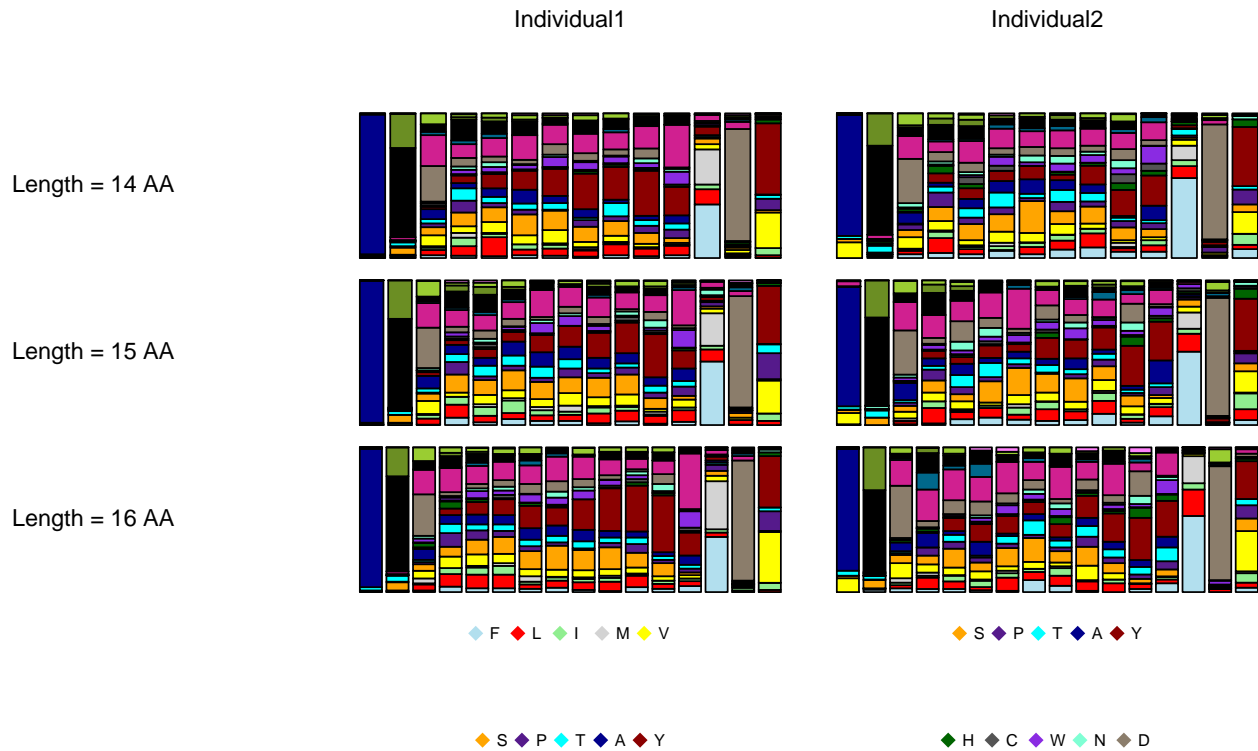 Individual1 Individual2
Length = 14 AA
Length = 15 AA
Length = 16 AA
F L I M V S P T A Y
S P T A Y H C W N D